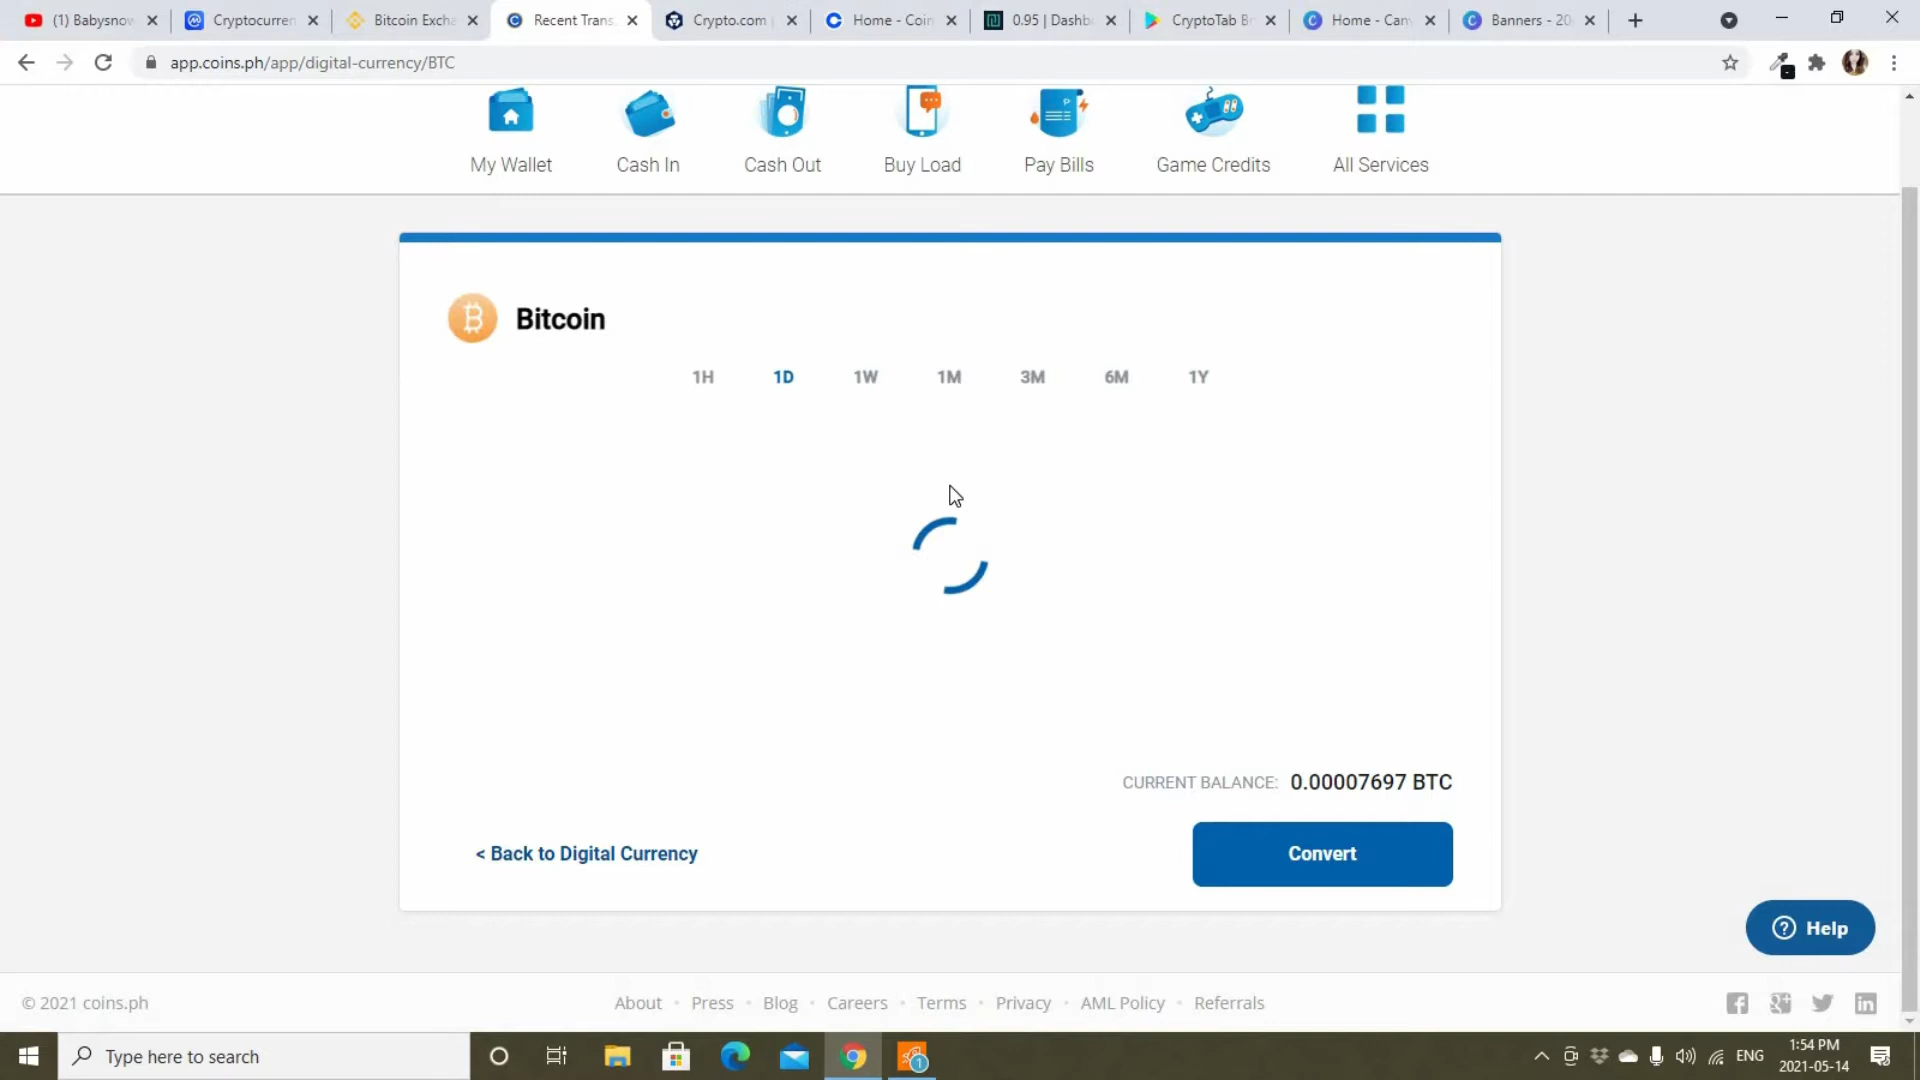 (1) Babysnow
Cryptocurren
Bitcoin Excha
Recent Trans
Crypto.com |
Home - Coin
0.95 | Dashb
CryptoTab Br
Home - Can
Banners - 20
app.coins.ph/app/digital-currency/BTC
My Wallet
Cash In
Cash Out
Buy Load
Pay Bills
Game Credits
All Services
Bitcoin
1H 1D 1W 1M 3M 6M 1Y
CURRENT BALANCE: 0.00007697 BTC
< Back to Digital Currency
Convert
Help
© 2021 coins.ph
About • Press • Blog • Careers • Terms • Privacy • AML Policy • Referrals
Type here to search
1
ENG
1:54 PM
2021-05-14